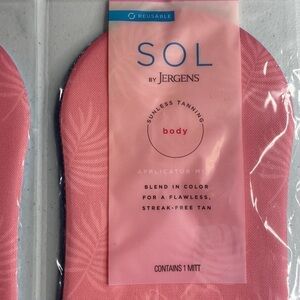 REUSABLE
SOL
BY JERGENS
SUNLESS TANNING
body
APPLICATOR MITT
BLEND IN COLOR
FOR A FLAWLESS,
STREAK-FREE TAN
CONTAINS 1 MITT